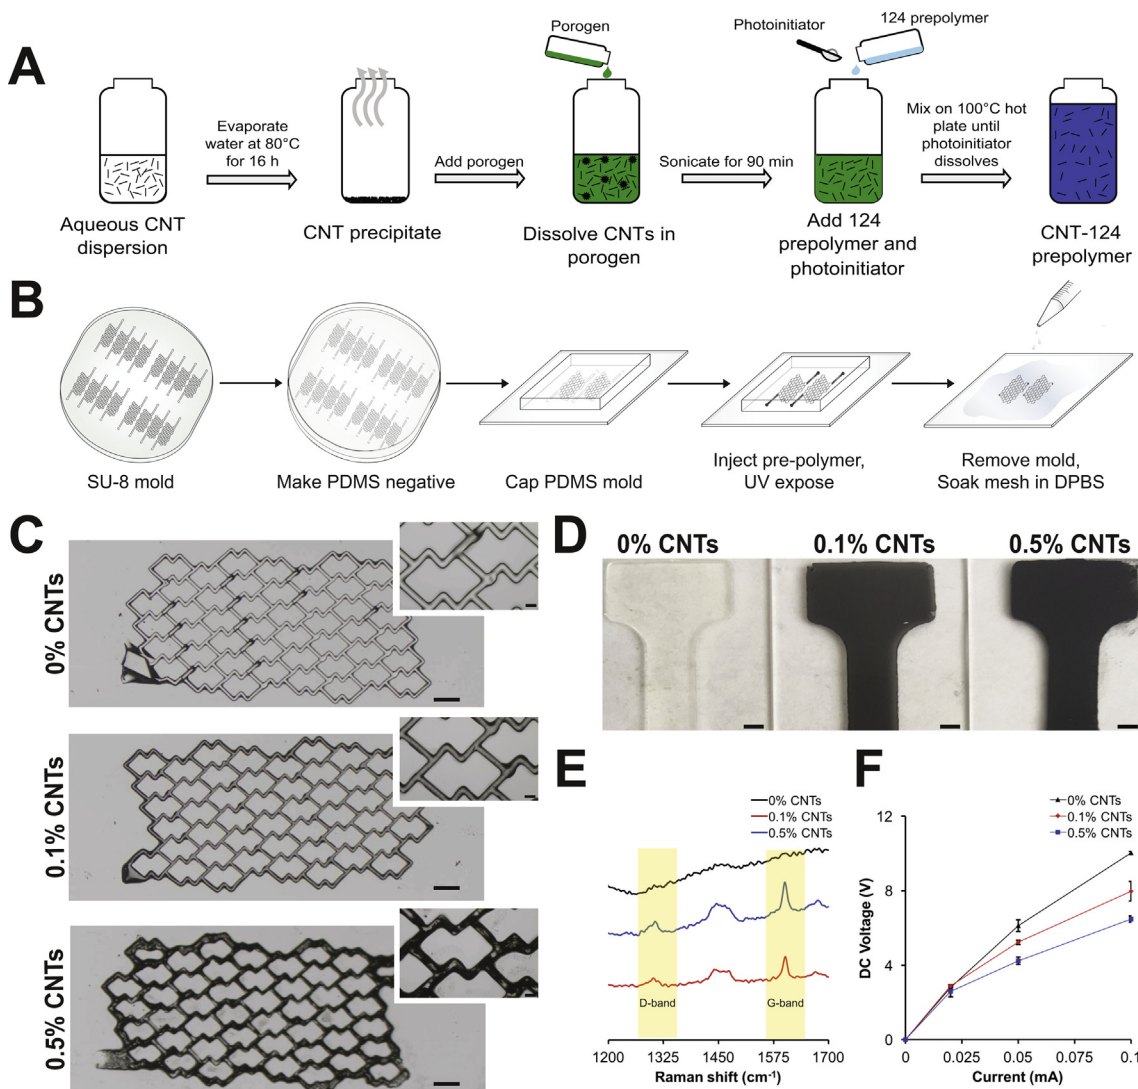 A
Porogen
Photoinitiator
124 prepolymer
Evaporate
water at 80°C
for 16 h
Add porogen
Sonicate for 90 min
Mix on 100°C hot
plate until
photoinitiator
dissolves
Aqueous CNT
dispersion
CNT precipitate
Dissolve CNTs in
porogen
Add 124
prepolymer and
photoinitiator
CNT-124
prepolymer
B
SU-8 mold
Make PDMS negative
Cap PDMS mold
Inject pre-polymer,
UV expose
Remove mold,
Soak mesh in DPBS
C
0% CNTs
0.1% CNTs
0.5% CNTs
D
0% CNTs
0.1% CNTs
0.5% CNTs
E
0% CNTs
0.1% CNTs
0.5% CNTs
D-band
G-band
1200
1325
1450
1575
1700
Raman shift (cm⁻¹)
F
0% CNTs
0.1% CNTs
0.5% CNTs
DC Voltage (V)
12
8
4
0
0
0.025
0.05
0.075
0.1
Current (mA)